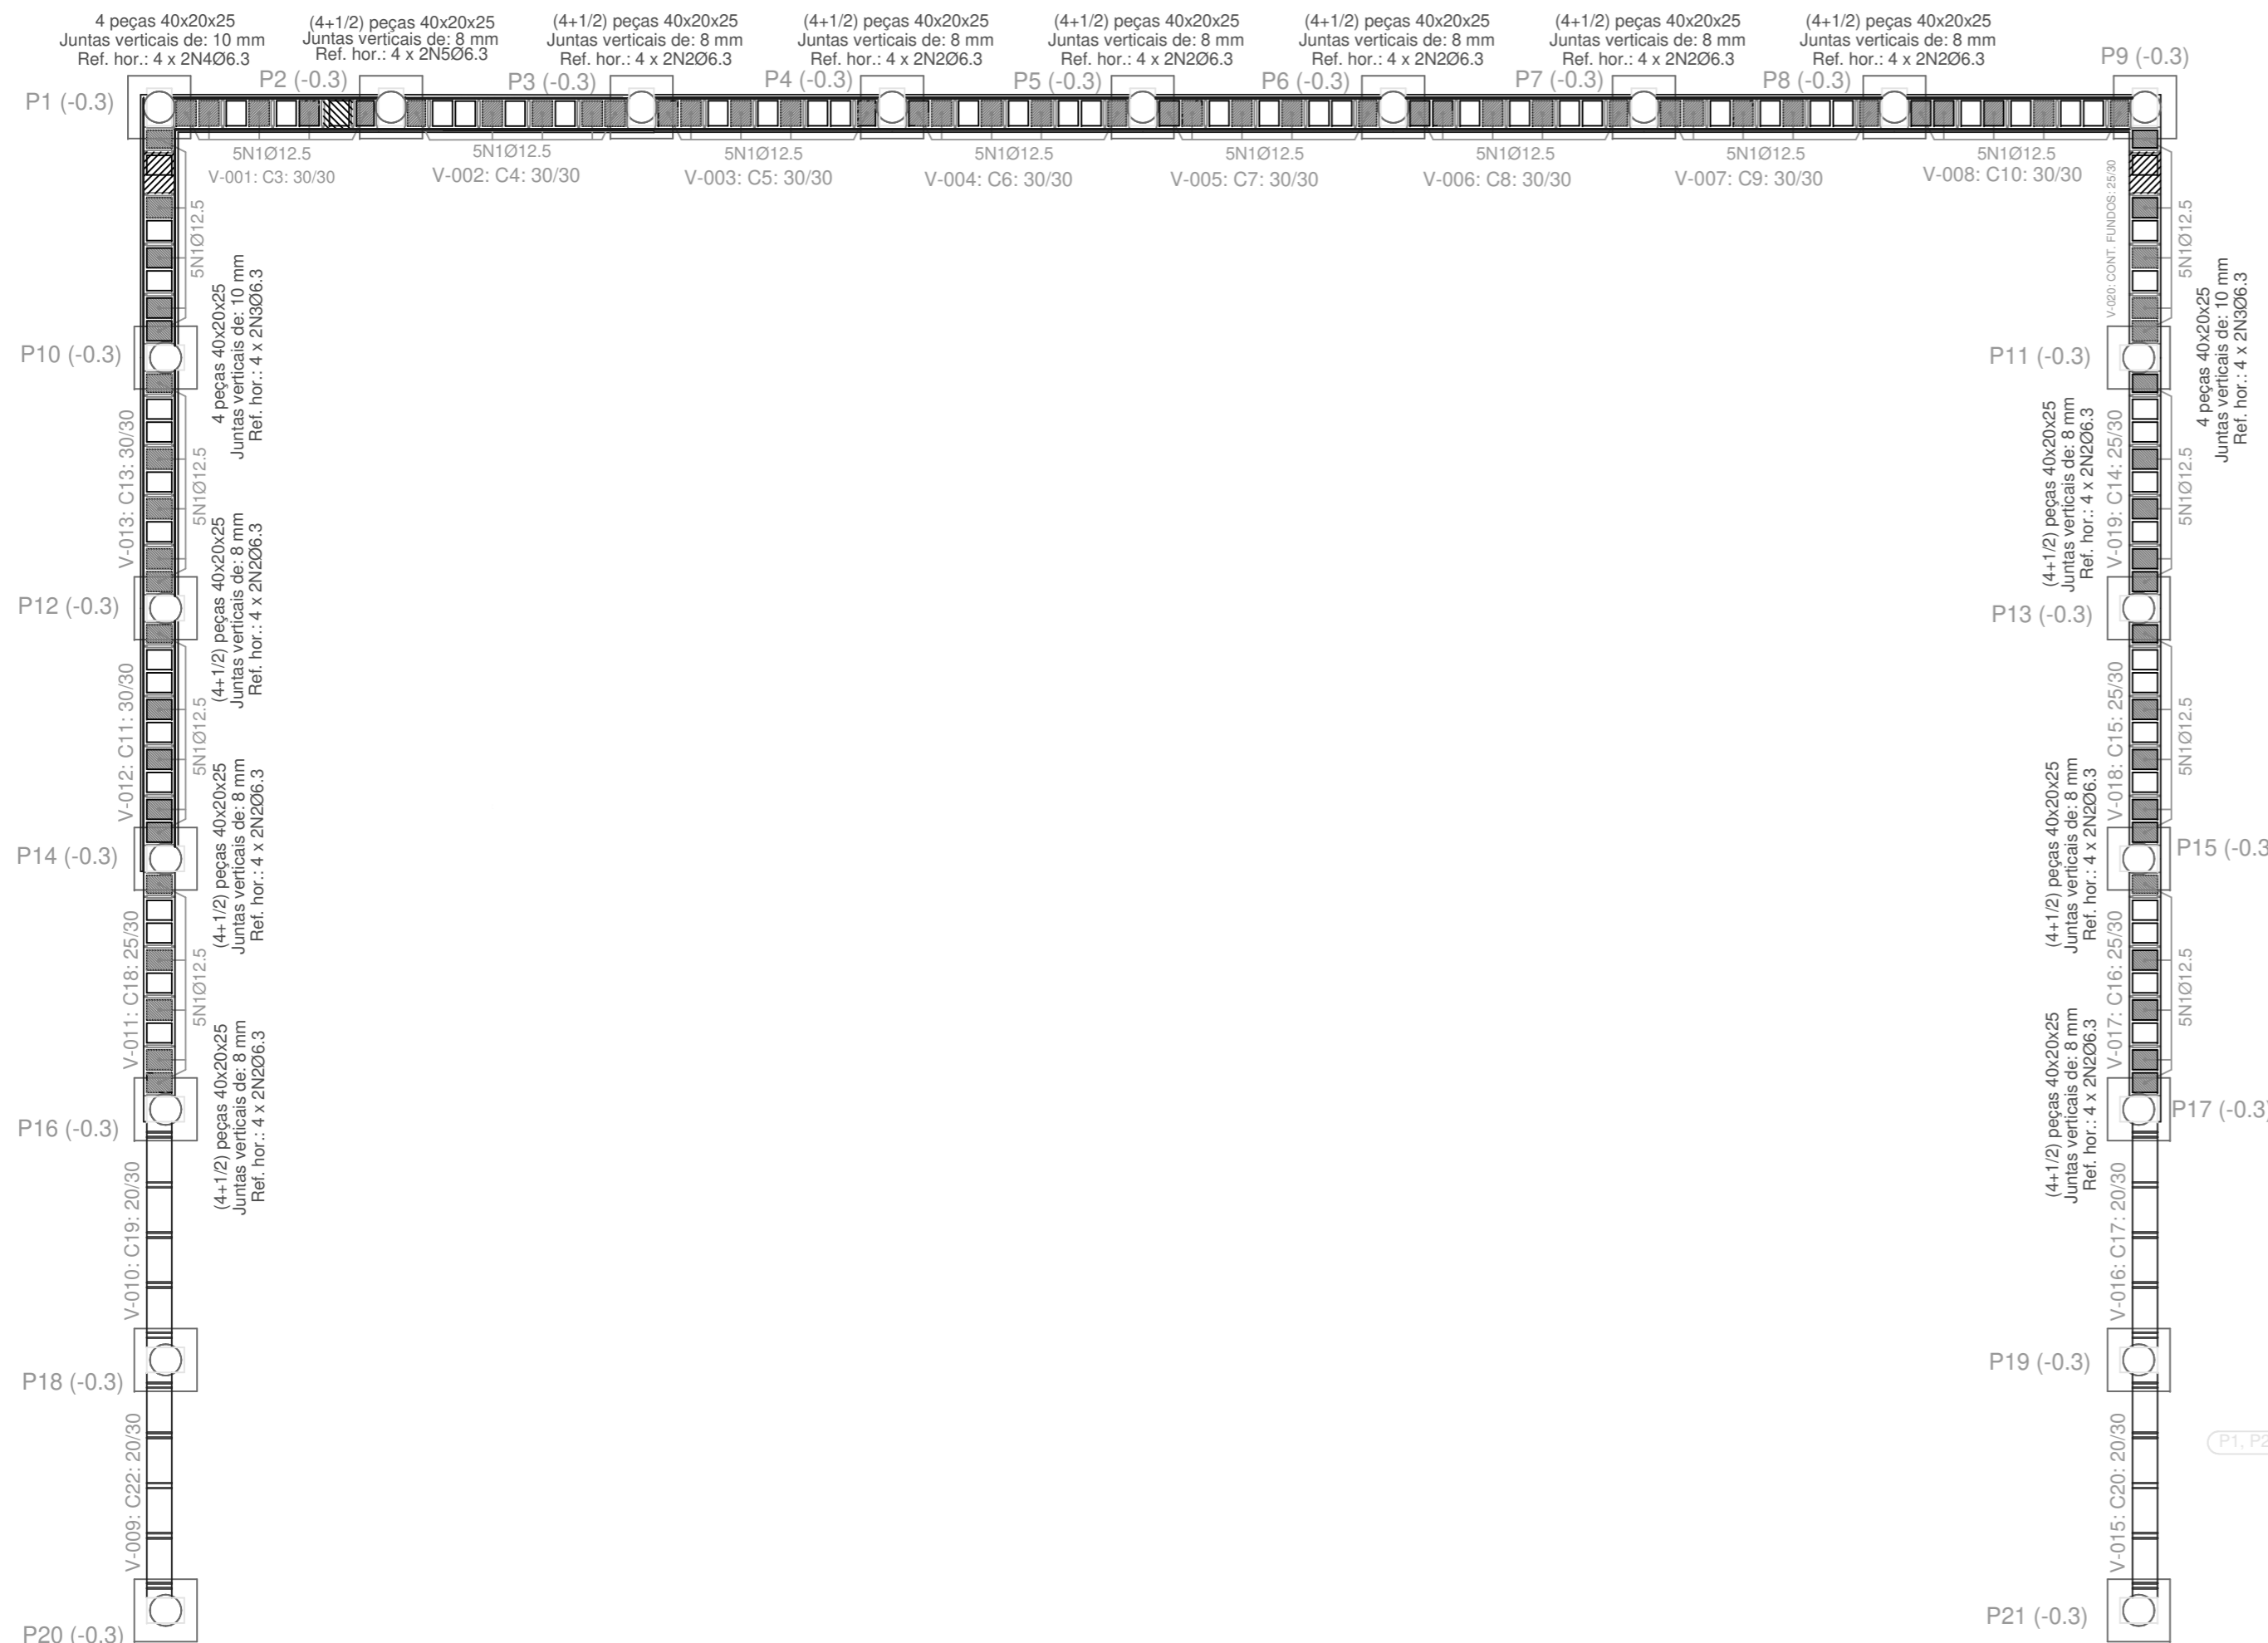 4 peças 40x20x25
Juntas verticais de: 10 mm
Ref. hor.: 4 x 2N4Ø6.3
(4+1/2) peças 40x20x25
Juntas verticais de: 8 mm
Ref. hor.: 4 x 2N5Ø6.3
(4+1/2) peças 40x20x25
Juntas verticais de: 8 mm
Ref. hor.: 4 x 2N2Ø6.3
(4+1/2) peças 40x20x25
Juntas verticais de: 8 mm
Ref. hor.: 4 x 2N2Ø6.3
(4+1/2) peças 40x20x25
Juntas verticais de: 8 mm
Ref. hor.: 4 x 2N2Ø6.3
(4+1/2) peças 40x20x25
Juntas verticais de: 8 mm
Ref. hor.: 4 x 2N2Ø6.3
(4+1/2) peças 40x20x25
Juntas verticais de: 8 mm
Ref. hor.: 4 x 2N2Ø6.3
(4+1/2) peças 40x20x25
Juntas verticais de: 8 mm
Ref. hor.: 4 x 2N2Ø6.3
P1 (-0.3)
P2 (-0.3)
P3 (-0.3)
P4 (-0.3)
P5 (-0.3)
P6 (-0.3)
P7 (-0.3)
P8 (-0.3)
P9 (-0.3)
5N1Ø12.5
V-001: C3: 30/30
5N1Ø12.5
V-002: C4: 30/30
5N1Ø12.5
V-003: C5: 30/30
5N1Ø12.5
V-004: C6: 30/30
5N1Ø12.5
V-005: C7: 30/30
5N1Ø12.5
V-006: C8: 30/30
5N1Ø12.5
V-007: C9: 30/30
5N1Ø12.5
V-008: C10: 30/30
5N1Ø12.5
4 peças 40x20x25
Juntas verticais de: 10 mm
Ref. hor.: 4 x 2N3Ø6.3
P10 (-0.3)
V-013: C13: 30/30
5N1Ø12.5
(4+1/2) peças 40x20x25
Juntas verticais de: 8 mm
Ref. hor.: 4 x 2N2Ø6.3
P12 (-0.3)
V-012: C11: 30/30
5N1Ø12.5
(4+1/2) peças 40x20x25
Juntas verticais de: 8 mm
Ref. hor.: 4 x 2N2Ø6.3
P14 (-0.3)
V-011: C18: 25/30
5N1Ø12.5
(4+1/2) peças 40x20x25
Juntas verticais de: 8 mm
Ref. hor.: 4 x 2N2Ø6.3
P16 (-0.3)
V-010: C19: 20/30
P18 (-0.3)
V-009: C22: 20/30
P20 (-0.3)
V-020: CONT. FUNDOS: 25/30
5N1Ø12.5
4 peças 40x20x25
Juntas verticais de: 10 mm
Ref. hor.: 4 x 2N3Ø6.3
P11 (-0.3)
(4+1/2) peças 40x20x25
Juntas verticais de: 8 mm
Ref. hor.: 4 x 2N2Ø6.3
V-019: C14: 25/30
5N1Ø12.5
P13 (-0.3)
V-018: C15: 25/30
5N1Ø12.5
(4+1/2) peças 40x20x25
Juntas verticais de: 8 mm
Ref. hor.: 4 x 2N2Ø6.3
P15 (-0.3
V-017: C16: 25/30
5N1Ø12.5
(4+1/2) peças 40x20x25
Juntas verticais de: 8 mm
Ref. hor.: 4 x 2N2Ø6.3
P17 (-0.3)
V-016: C17: 20/30
P19 (-0.3)
V-015: C20: 20/30
P1, P2
P21 (-0.3)